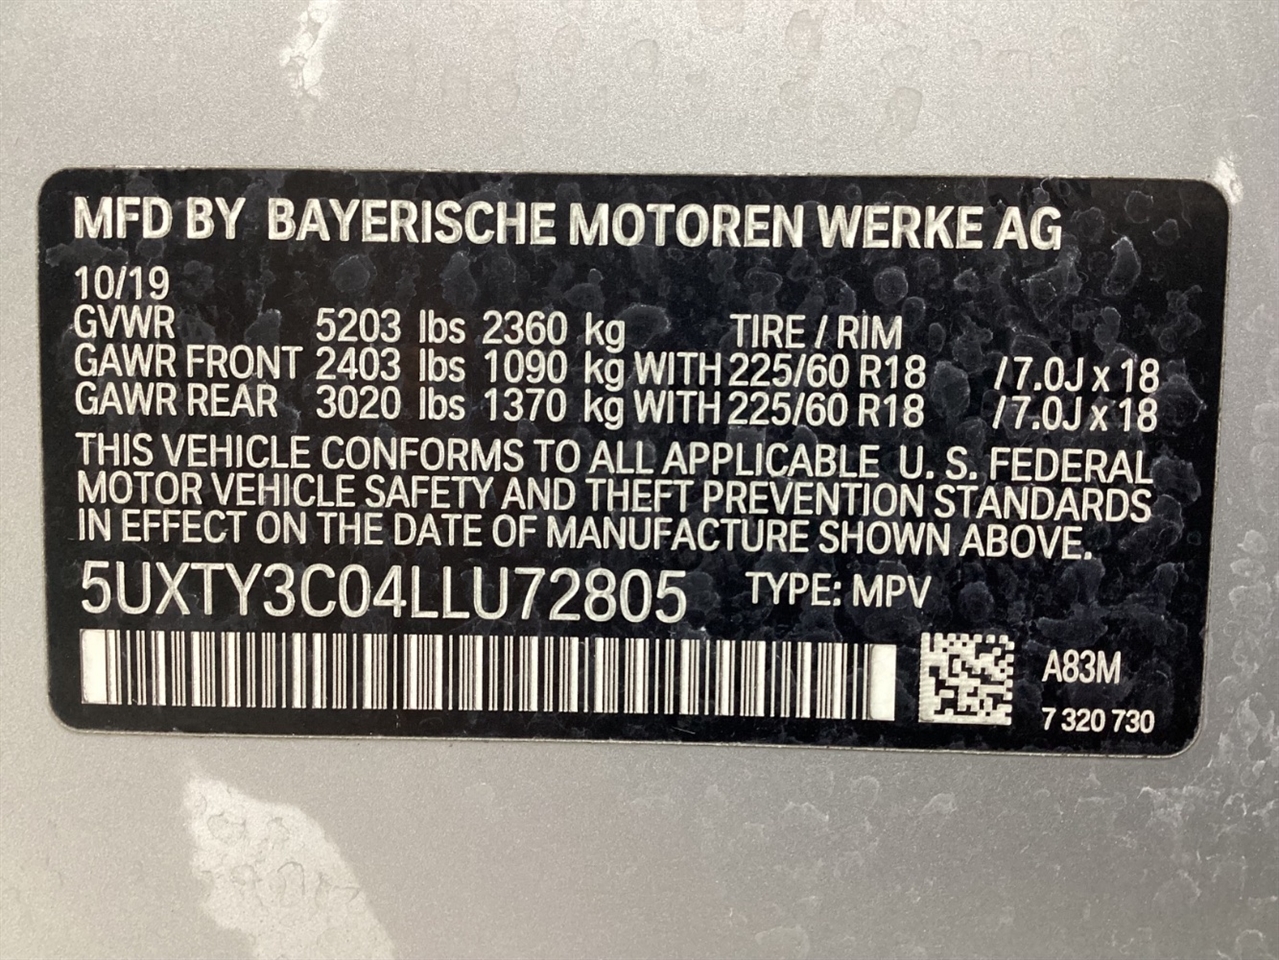 MFD BY BAYERISCHE MOTOREN WERKE AG
10/19
GVWR 5203 lbs 2360 kg TIRE / RIM
GAWR FRONT 2403 lbs 1090 kg WITH 225/60 R18 /7.0J x 18
GAWR REAR 3020 lbs 1370 kg WITH 225/60 R18 /7.0J x 18
THIS VEHICLE CONFORMS TO ALL APPLICABLE U. S. FEDERAL
MOTOR VEHICLE SAFETY AND THEFT PREVENTION STANDARDS
IN EFFECT ON THE DATE OF MANUFACTURE SHOWN ABOVE.
5UXTY3C04LLU72805 TYPE: MPV
A83M
7 320 730